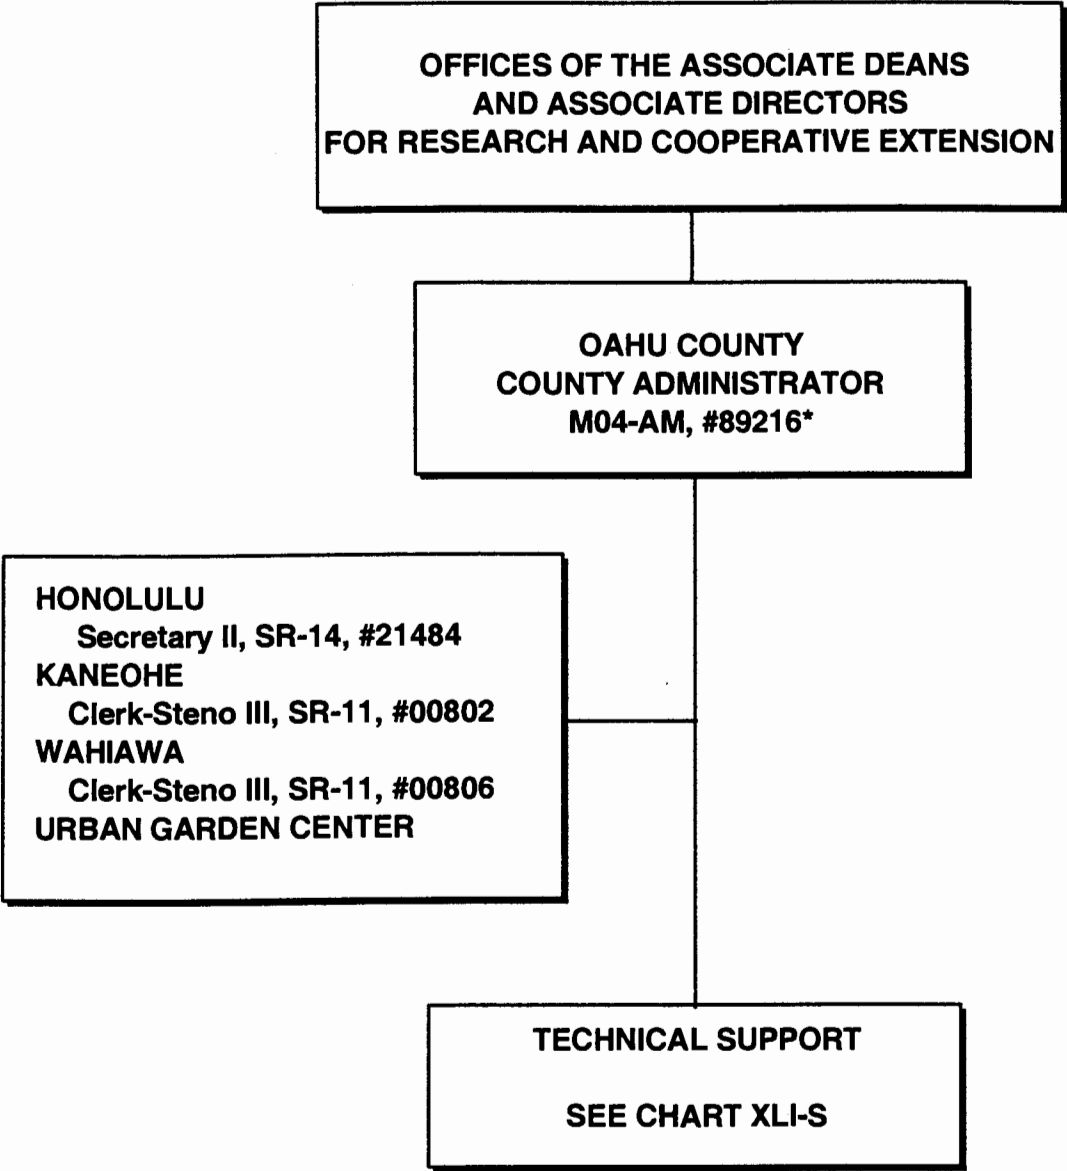 OFFICES OF THE ASSOCIATE DEANS
AND ASSOCIATE DIRECTORS
FOR RESEARCH AND COOPERATIVE EXTENSION
OAHU COUNTY
COUNTY ADMINISTRATOR
M04-AM, #89216*
HONOLULU
Secretary II, SR-14, #21484
KANEOHE
Clerk-Steno III, SR-11, #00802
WAHIAWA
Clerk-Steno III, SR-11, #00806
URBAN GARDEN CENTER
TECHNICAL SUPPORT
SEE CHART XLI-S